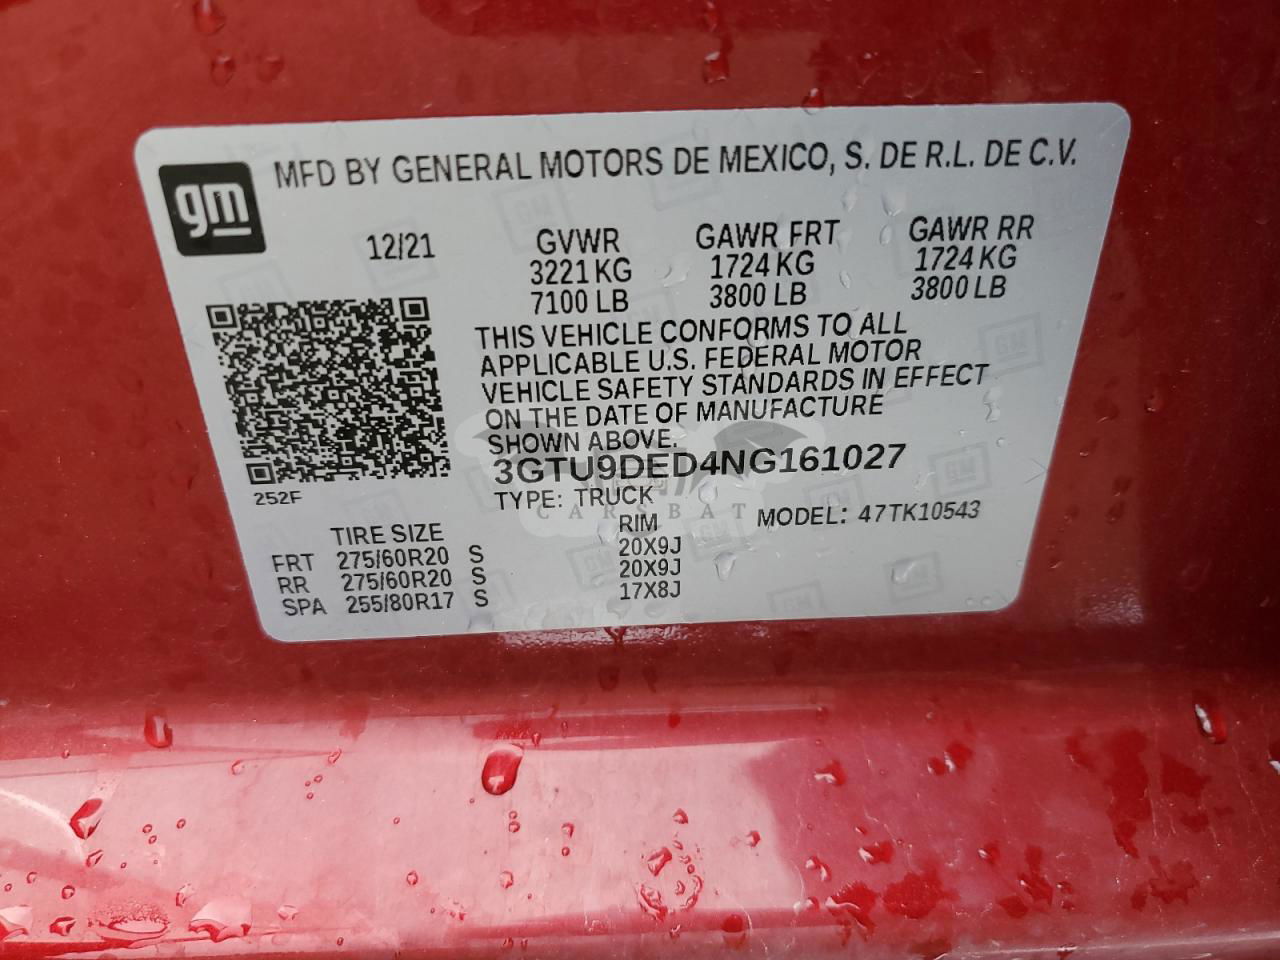 gm
MFD BY GENERAL MOTORS DE MEXICO, S. DE R.L. DE C.V.
12/21 GVWR GAWR FRT GAWR RR
3221 KG 1724 KG 1724 KG
7100 LB 3800 LB 3800 LB
THIS VEHICLE CONFORMS TO ALL
APPLICABLE U.S. FEDERAL MOTOR
VEHICLE SAFETY STANDARDS IN EFFECT
ON THE DATE OF MANUFACTURE
SHOWN ABOVE.
3GTU9DED4NG161027
252F
TYPE: TRUCK
CARSBAT
MODEL: 47TK10543
TIRE SIZE RIM
FRT 275/60R20 S 20X9J
RR 275/60R20 S 20X9J
SPA 255/80R17 S 17X8J